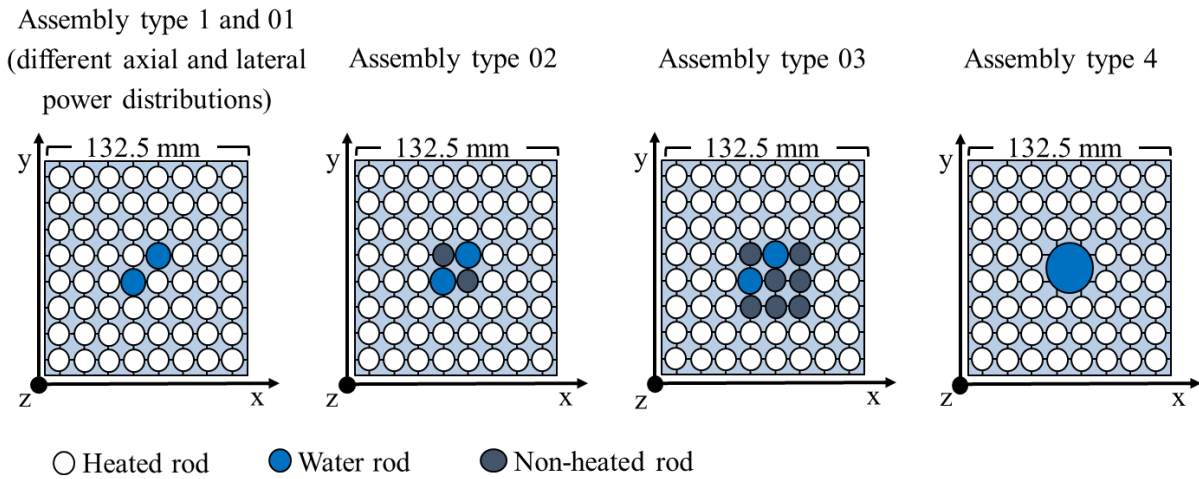 Assembly type 1 and 01
(different axial and lateral
power distributions)
Assembly type 02
Assembly type 03
Assembly type 4
132.5 mm
132.5 mm
132.5 mm
132.5 mm
y
y
y
y
z
x
z
x
z
x
z
x
Heated rod
Water rod
Non-heated rod